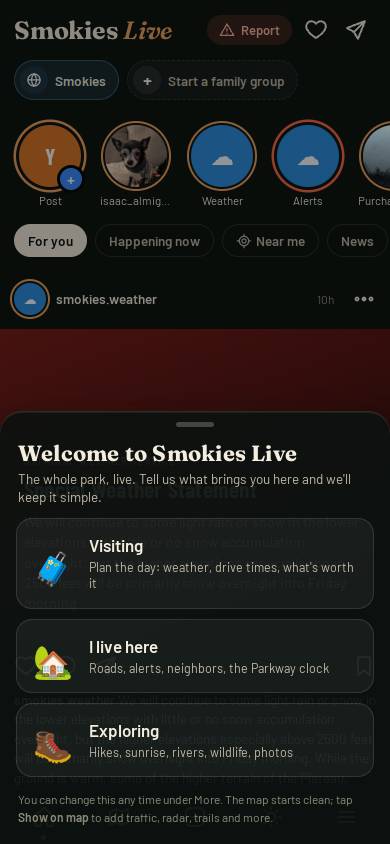 Smokies Live
Report
Smokies
+ Start a family group
Y
+
Post
isaac_almig...
Weather
Alerts
Purcha
For you
Happening now
Near me
News
smokies.weather
10h
Welcome to Smokies Live
The whole park, live. Tell us what brings you here and we'll
keep it simple.
Weather Statement
Visiting
Plan the day: weather, drive times, what's worth
it
I live here
Roads, alerts, neighbors, the Parkway clock
Exploring
Hikes, sunrise, rivers, wildlife, photos
You can change this any time under More. The map starts clean; tap
Show on map to add traffic, radar, trails and more.